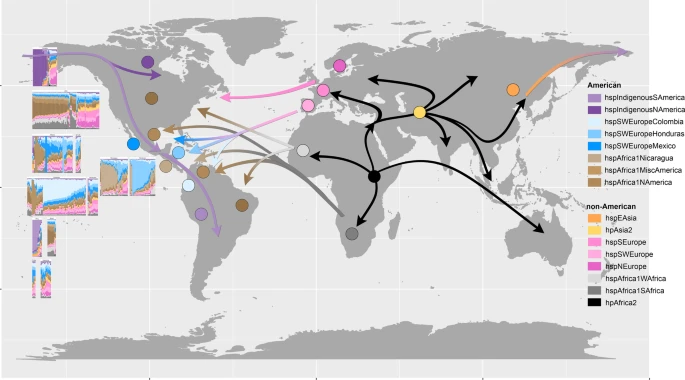 American
hspIndigenousSAmerica
hspIndigenousNAmerica
hspSWEuropeColombia
hspSWEuropeHonduras
hspSWEuropeMexico
hspAfrica1Nicaragua
hspAfrica1MiscAmerica
hspAfrica1NAmerica
non-American
hspEAsia
hpAsia2
hspSEurope
hspSWEurope
hspNEurope
hspAfrica1WAfrica
hspAfrica1SAfrica
hpAfrica2